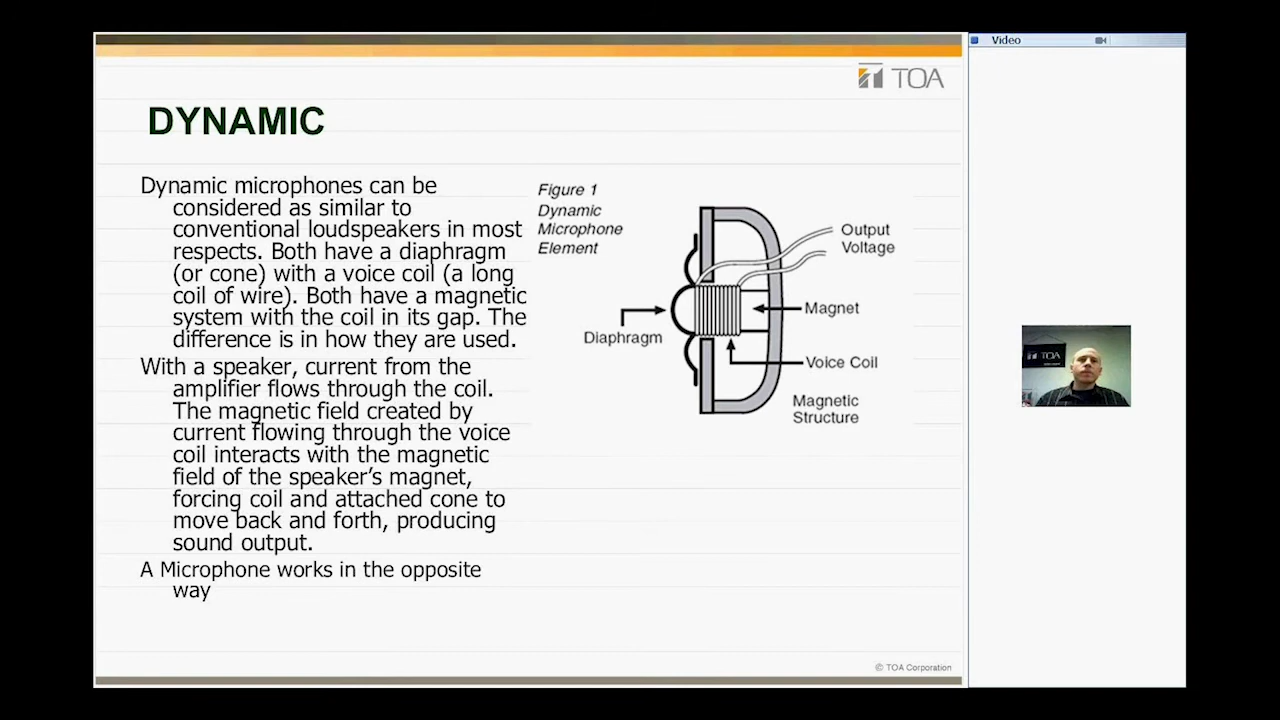 Video
TOA
DYNAMIC
Dynamic microphones can be
considered as similar to
conventional loudspeakers in most
respects. Both have a diaphragm
(or cone) with a voice coil (a long
coil of wire). Both have a magnetic
system with the coil in its gap. The
difference is in how they are used.
With a speaker, current from the
amplifier flows through the coil.
The magnetic field created by
current flowing through the voice
coil interacts with the magnetic
field of the speaker’s magnet,
forcing coil and attached cone to
move back and forth, producing
sound output.
A Microphone works in the opposite
way
Figure 1
Dynamic
Microphone
Element
Output
Voltage
Magnet
Diaphragm
Voice Coil
Magnetic
Structure
TOA
© TOA Corporation